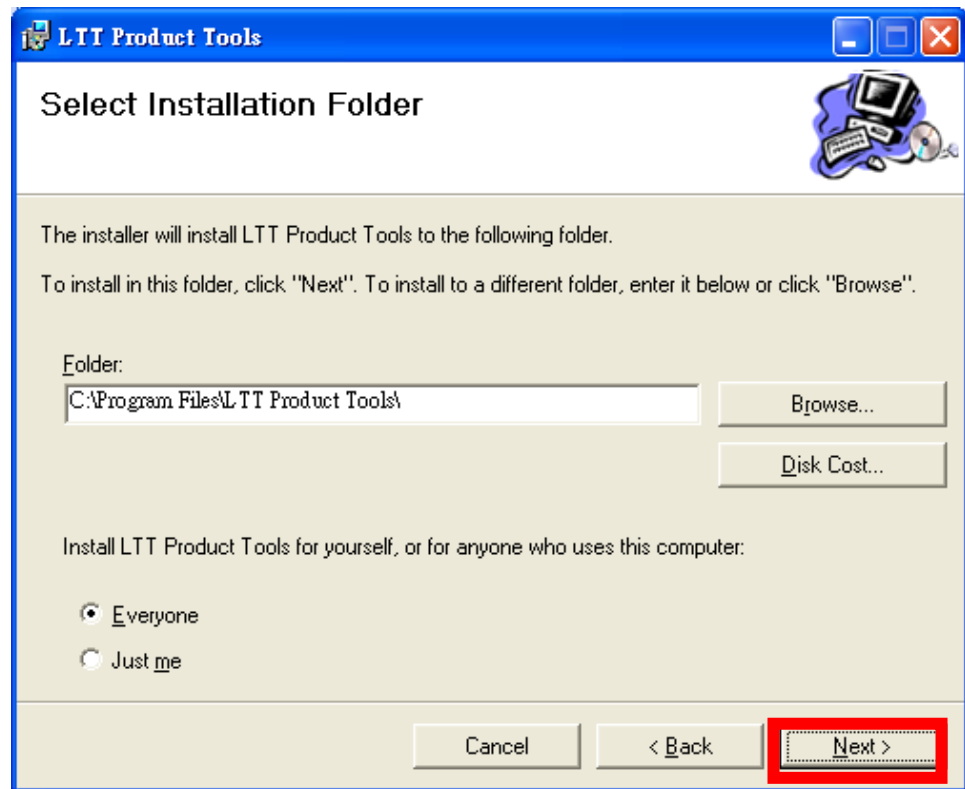 LTT Product Tools
Select Installation Folder
The installer will install LTT Product Tools to the following folder.
To install in this folder, click "Next". To install to a different folder, enter it below or click "Browse".
Folder:
C:\Program Files\LTT Product Tools\
Browse...
Disk Cost...
Install LTT Product Tools for yourself, or for anyone who uses this computer:
Everyone
Just me
Cancel
< Back
Next >